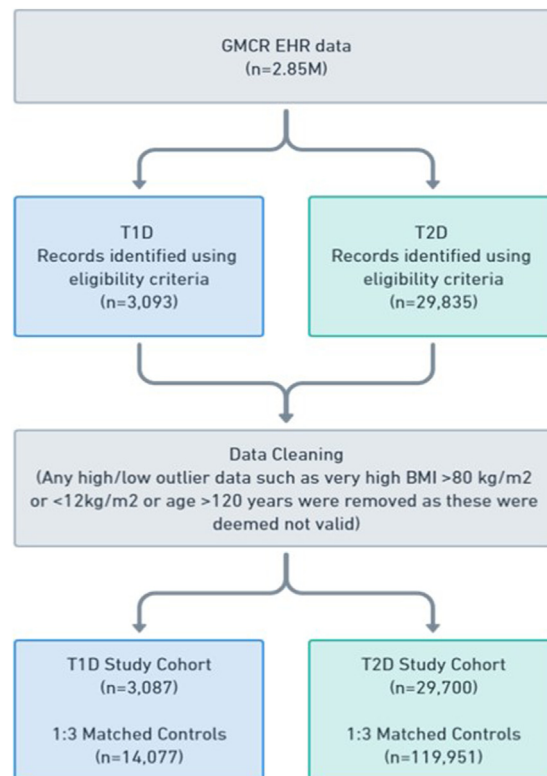 GMCR EHR data
(n=2.85M)
T1D
Records identified using
eligibility criteria
(n=3,093)
T2D
Records identified using
eligibility criteria
(n=29,835)
Data Cleaning
(Any high/low outlier data such as very high BMI >80 kg/m2
or <12kg/m2 or age >120 years were removed as these were
deemed not valid)
T1D Study Cohort
(n=3,087)
1:3 Matched Controls
(n=14,077)
T2D Study Cohort
(n=29,700)
1:3 Matched Controls
(n=119,951)